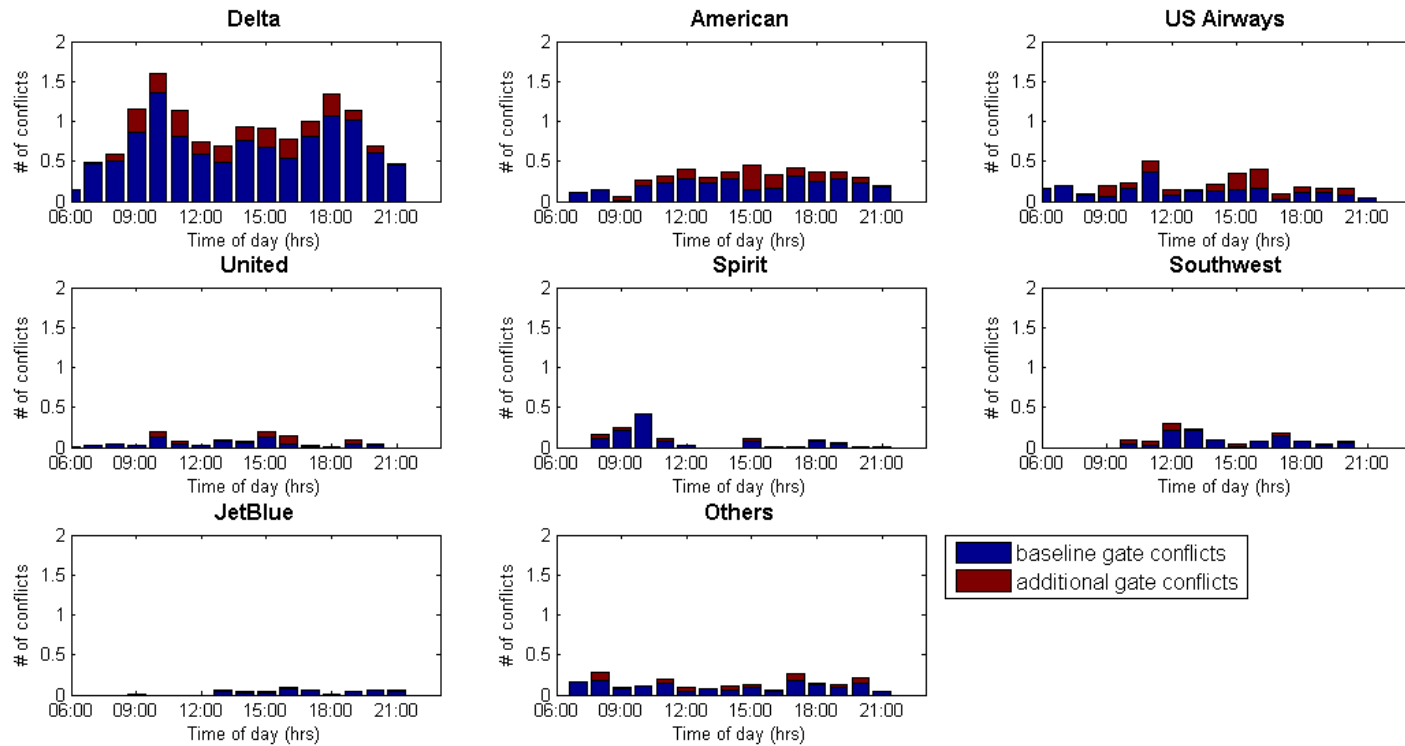 Delta
2
1.5
1
0.5
0
# of conflicts
06:00 09:00 12:00 15:00 18:00 21:00
Time of day (hrs)
American
2
1.5
1
0.5
0
# of conflicts
06:00 09:00 12:00 15:00 18:00 21:00
Time of day (hrs)
US Airways
2
1.5
1
0.5
0
# of conflicts
06:00 09:00 12:00 15:00 18:00 21:00
Time of day (hrs)
United
2
1.5
1
0.5
0
# of conflicts
06:00 09:00 12:00 15:00 18:00 21:00
Time of day (hrs)
Spirit
2
1.5
1
0.5
0
# of conflicts
06:00 09:00 12:00 15:00 18:00 21:00
Time of day (hrs)
Southwest
2
1.5
1
0.5
0
# of conflicts
06:00 09:00 12:00 15:00 18:00 21:00
Time of day (hrs)
JetBlue
2
1.5
1
0.5
0
# of conflicts
06:00 09:00 12:00 15:00 18:00 21:00
Time of day (hrs)
Others
2
1.5
1
0.5
0
# of conflicts
06:00 09:00 12:00 15:00 18:00 21:00
Time of day (hrs)
baseline gate conflicts
additional gate conflicts